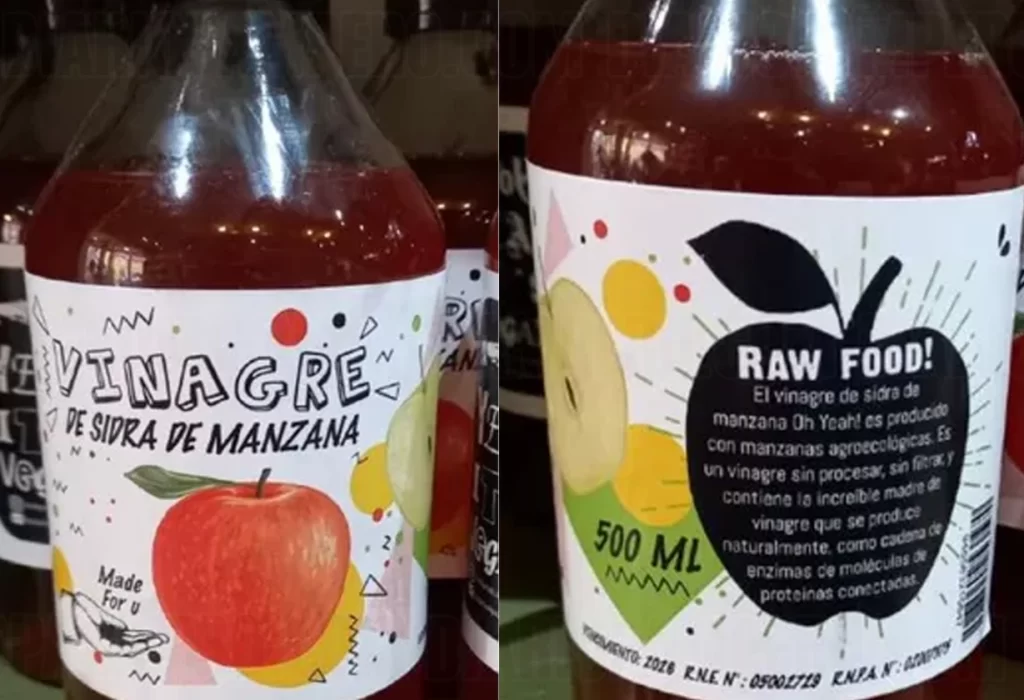 VINAGRE
DE SIDRA DE MANZANA
Made
For u
RAW FOOD!
El vinagre de sidra de
manzana Oh Yeah! es producido
con manzanas agroecológicas. Es
un vinagre sin procesar, sin filtrar, y
contiene la increíble madre de
vinagre que se produce
naturalmente, como cadena de
enzimas de moléculas de
proteínas conectadas.
500 ML
VENCIMIENTO: 2026 R.N.E. N°: 05002729 R.N.P.A. N°: